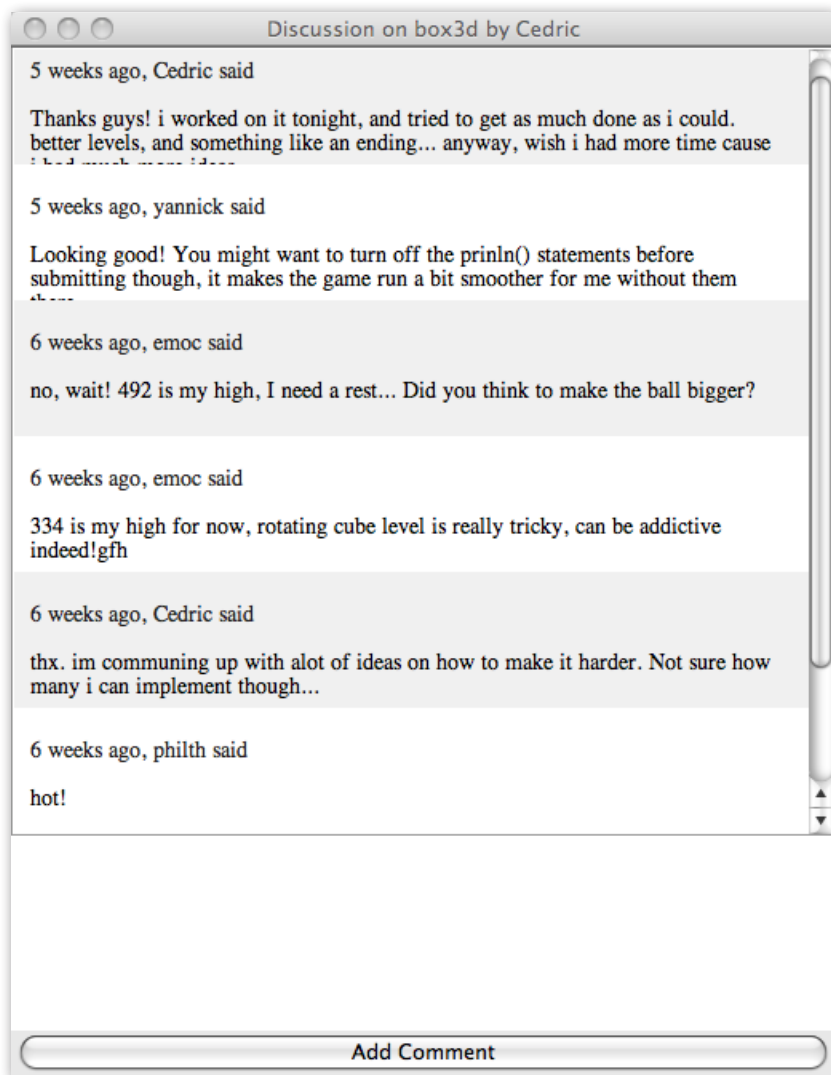 Discussion on box3d by Cedric
5 weeks ago, Cedric said
Thanks guys! i worked on it tonight, and tried to get as much done as i could.
better levels, and something like an ending... anyway, wish i had more time cause
i had much more ideas
5 weeks ago, yannick said
Looking good! You might want to turn off the prinln() statements before
submitting though, it makes the game run a bit smoother for me without them
6 weeks ago, emoc said
no, wait! 492 is my high, I need a rest... Did you think to make the ball bigger?
6 weeks ago, emoc said
334 is my high for now, rotating cube level is really tricky, can be addictive
indeed!gfh
6 weeks ago, Cedric said
thx. im communing up with alot of ideas on how to make it harder. Not sure how
many i can implement though...
6 weeks ago, philth said
hot!
Add Comment